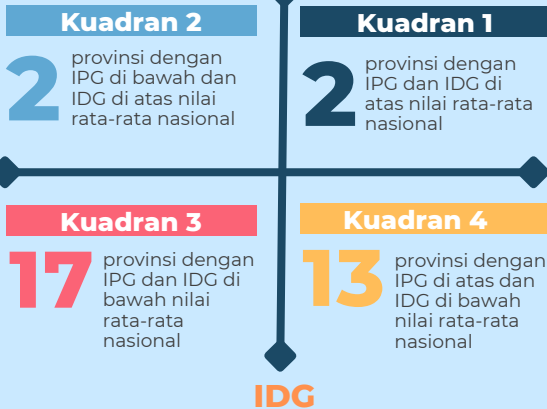 Kuadran 2
2
provinsi dengan
IPG di bawah dan
IDG di atas nilai
rata-rata nasional
Kuadran 1
2
provinsi dengan
IPG dan IDG di
atas nilai rata-rata
nasional
Kuadran 3
17
provinsi dengan
IPG dan IDG di
bawah nilai
rata-rata
nasional
Kuadran 4
13
provinsi dengan
IPG di atas dan
IDG di bawah
nilai rata-rata
nasional
IDG